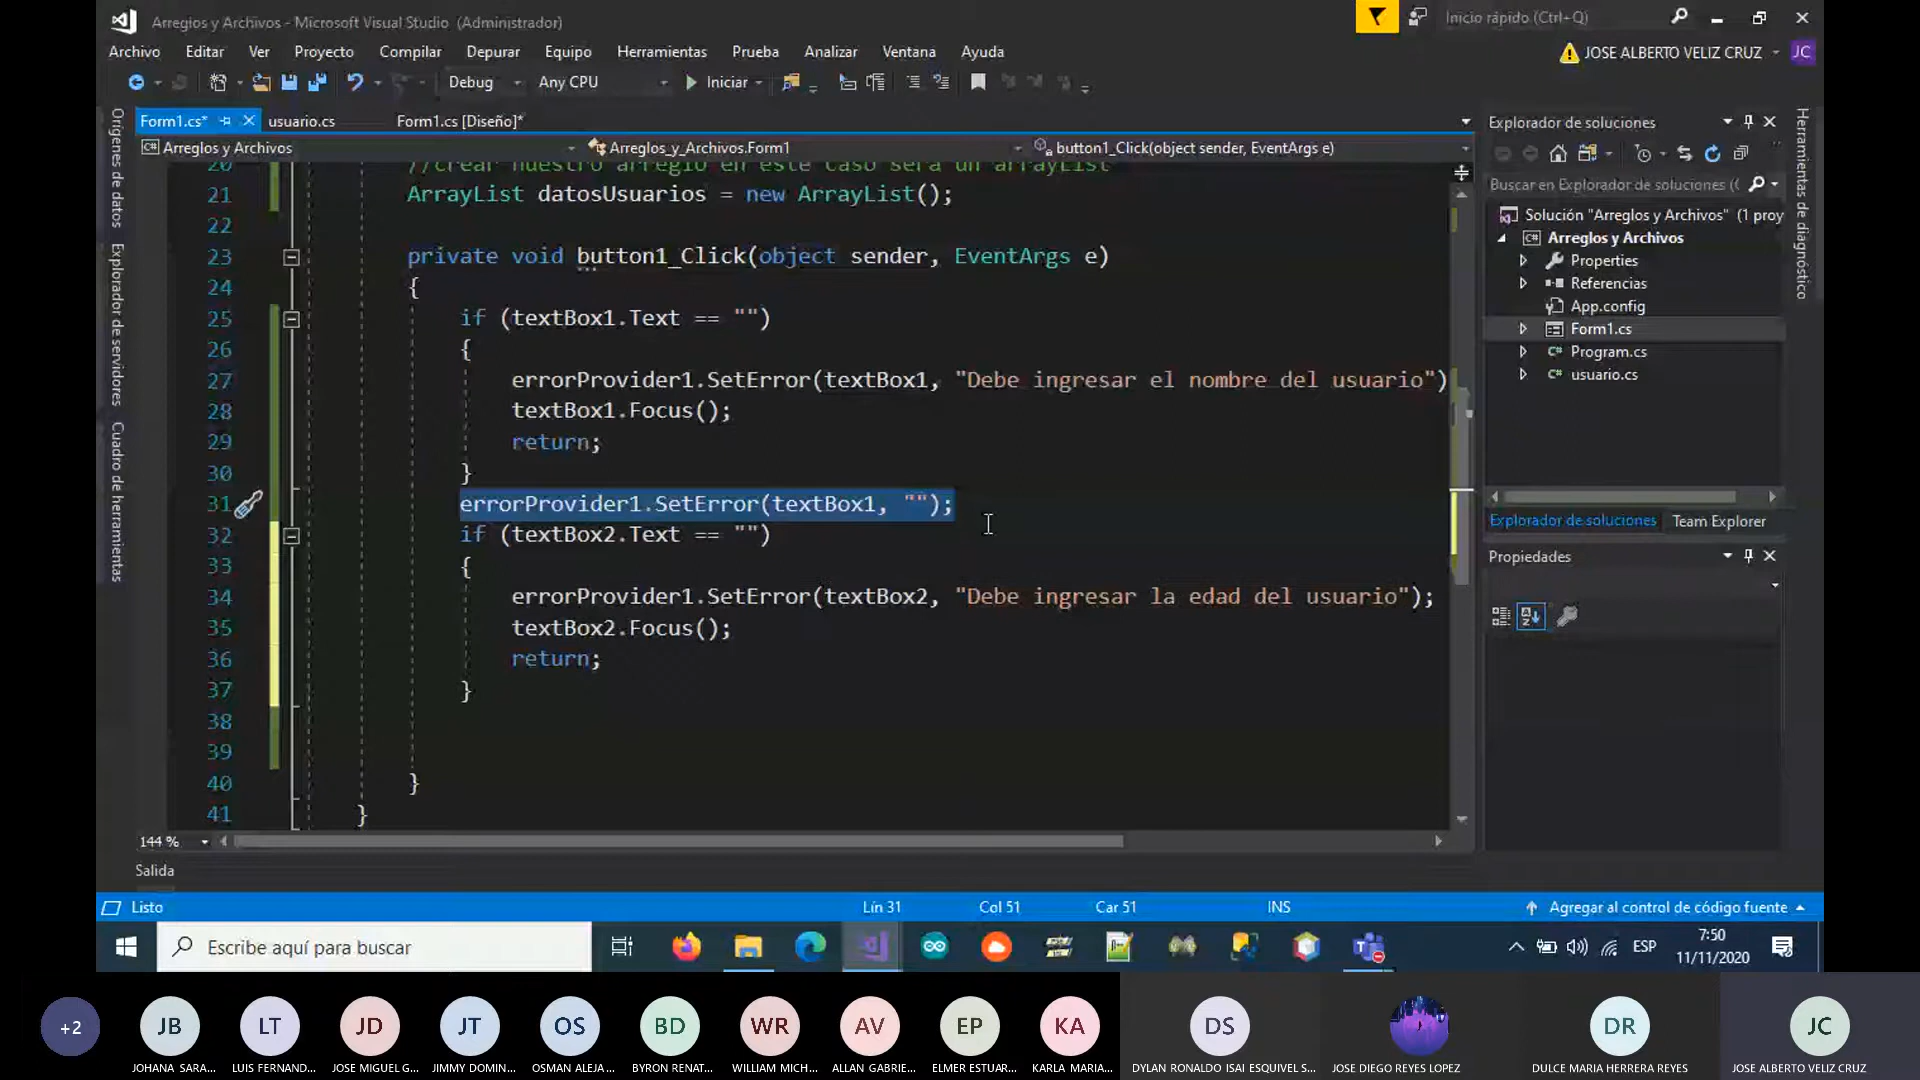 Arreglos y Archivos - Microsoft Visual Studio (Administrador)
Inicio rápido (Ctrl+Q)
Archivo Editar Ver Proyecto Compilar Depurar Equipo Herramientas Prueba Analizar Ventana Ayuda
JOSE ALBERTO VELIZ CRUZ
JC
Debug Any CPU Iniciar
Form1.cs* usuario.cs Form1.cs [Diseño]*
Arreglos y Archivos Arreglos_y_Archivos.Form1 button1_Click(object sender, EventArgs e)
Orígenes de datos
Explorador de servidores
Cuadro de herramientas
20 //crear nuestro arreglo en este caso sera un arrayList
21 ArrayList datosUsuarios = new ArrayList();
22
23 private void button1_Click(object sender, EventArgs e)
24 {
25 if (textBox1.Text == "")
26 {
27 errorProvider1.SetError(textBox1, "Debe ingresar el nombre del usuario")
28 textBox1.Focus();
29 return;
30 }
31 errorProvider1.SetError(textBox1, "");
32 if (textBox2.Text == "")
33 {
34 errorProvider1.SetError(textBox2, "Debe ingresar la edad del usuario");
35 textBox2.Focus();
36 return;
37 }
38
39
40 }
41 }
144 %
Salida
Explorador de soluciones
Buscar en Explorador de soluciones (
Solución "Arreglos y Archivos" (1 proy
Arreglos y Archivos
Properties
Referencias
App.config
Form1.cs
Program.cs
usuario.cs
Explorador de soluciones Team Explorer
Propiedades
Herramientas de diagnóstico
Listo Lín 31 Col 51 Car 51 INS Agregar al control de código fuente
Escribe aquí para buscar
ESP
7:50
11/11/2020
+2
JB
JOHANA SARA...
LT
LUIS FERNAND...
JD
JOSE MIGUEL G...
JT
JIMMY DOMIN...
OS
OSMAN ALEJA...
BD
BYRON RENAT...
WR
WILLIAM MICH...
AV
ALLAN GABRIE...
EP
ELMER ESTUAR...
KA
KARLA MARIA...
DS
DYLAN RONALDO ISAI ESQUIVEL S...
JOSE DIEGO REYES LOPEZ
DR
DULCE MARIA HERRERA REYES
JC
JOSE ALBERTO VELIZ CRUZ